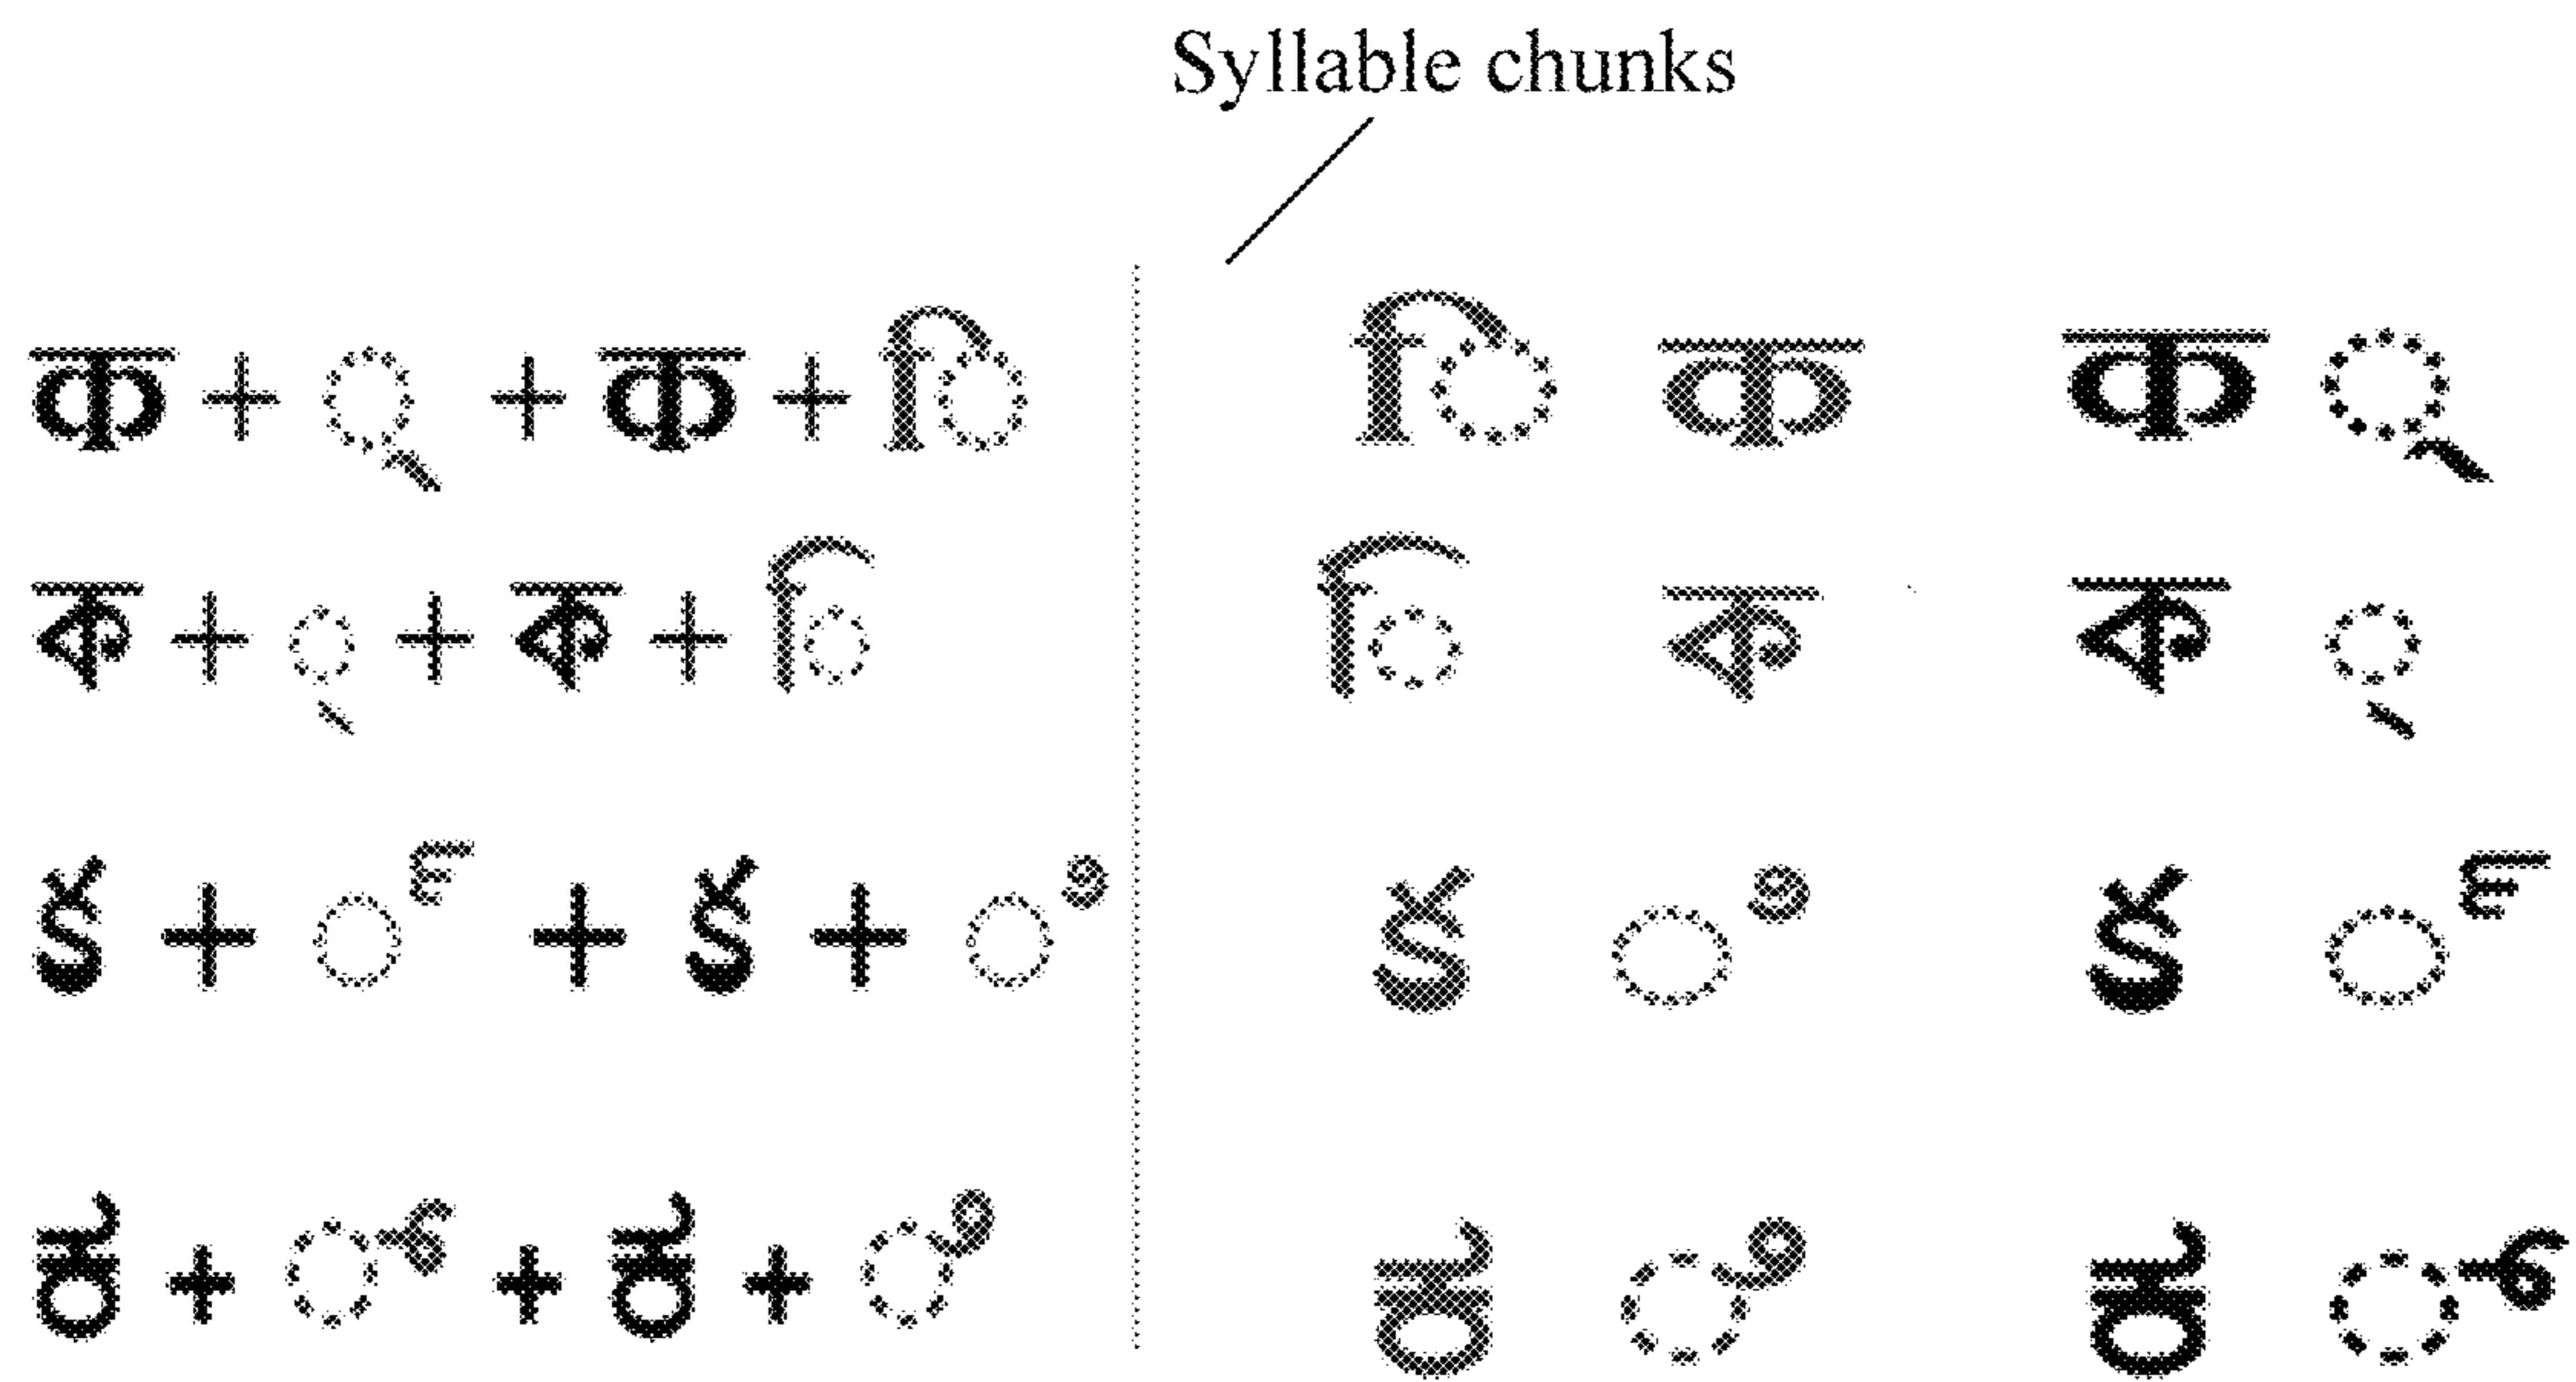 Syllable chunks
क + ् + क + ि ि क क ्
ক + ্ + ক + ি ি ক ক ্
క + ్ + క + ి క ి క ్
ಕ + ್ + ಕ + ಿ ಕ ಿ ಕ ್